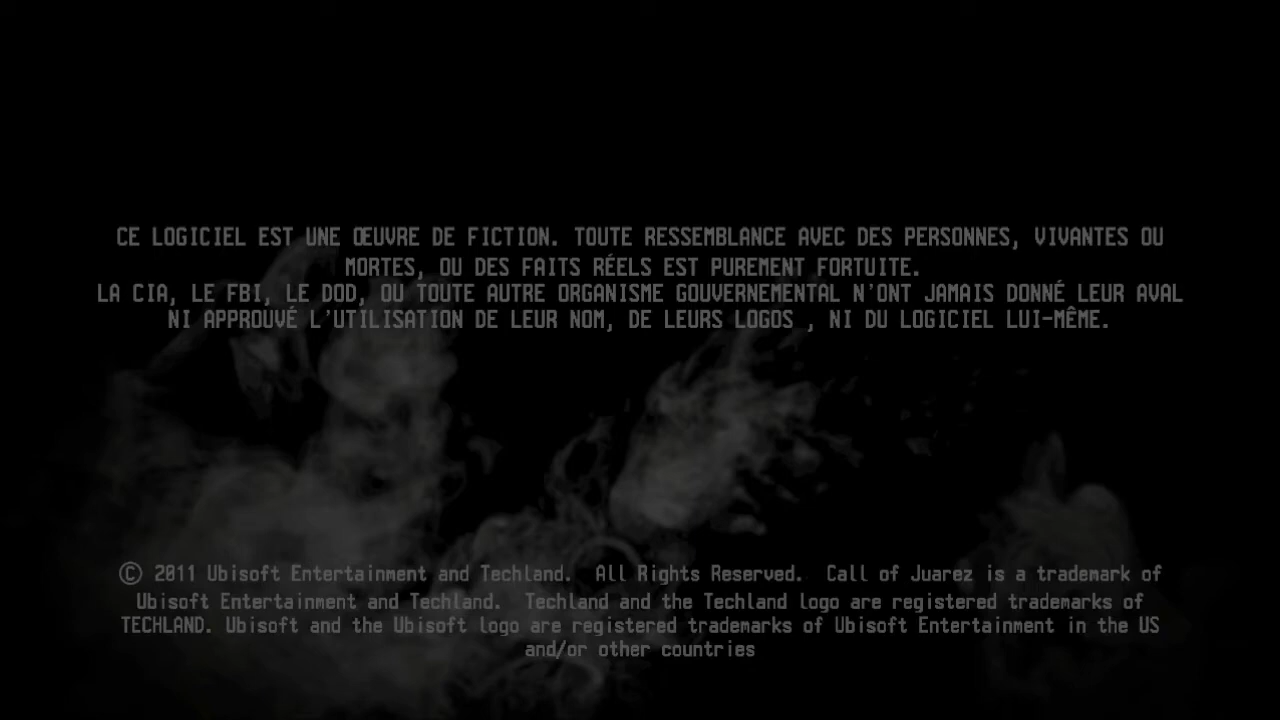 CE LOGICIEL EST UNE ŒUVRE DE FICTION. TOUTE RESSEMBLANCE AVEC DES PERSONNES, VIVANTES OU
MORTES, OU DES FAITS RÉELS EST PUREMENT FORTUITE.
LA CIA, LE FBI, LE DOD, OU TOUTE AUTRE ORGANISME GOUVERNEMENTAL N'ONT JAMAIS DONNÉ LEUR AVAL
NI APPROUVÉ L'UTILISATION DE LEUR NOM, DE LEURS LOGOS , NI DU LOGICIEL LUI-MÊME.
© 2011 Ubisoft Entertainment and Techland. All Rights Reserved. Call of Juarez is a trademark of
Ubisoft Entertainment and Techland. Techland and the Techland logo are registered trademarks of
TECHLAND. Ubisoft and the Ubisoft logo are registered trademarks of Ubisoft Entertainment in the US
and/or other countries